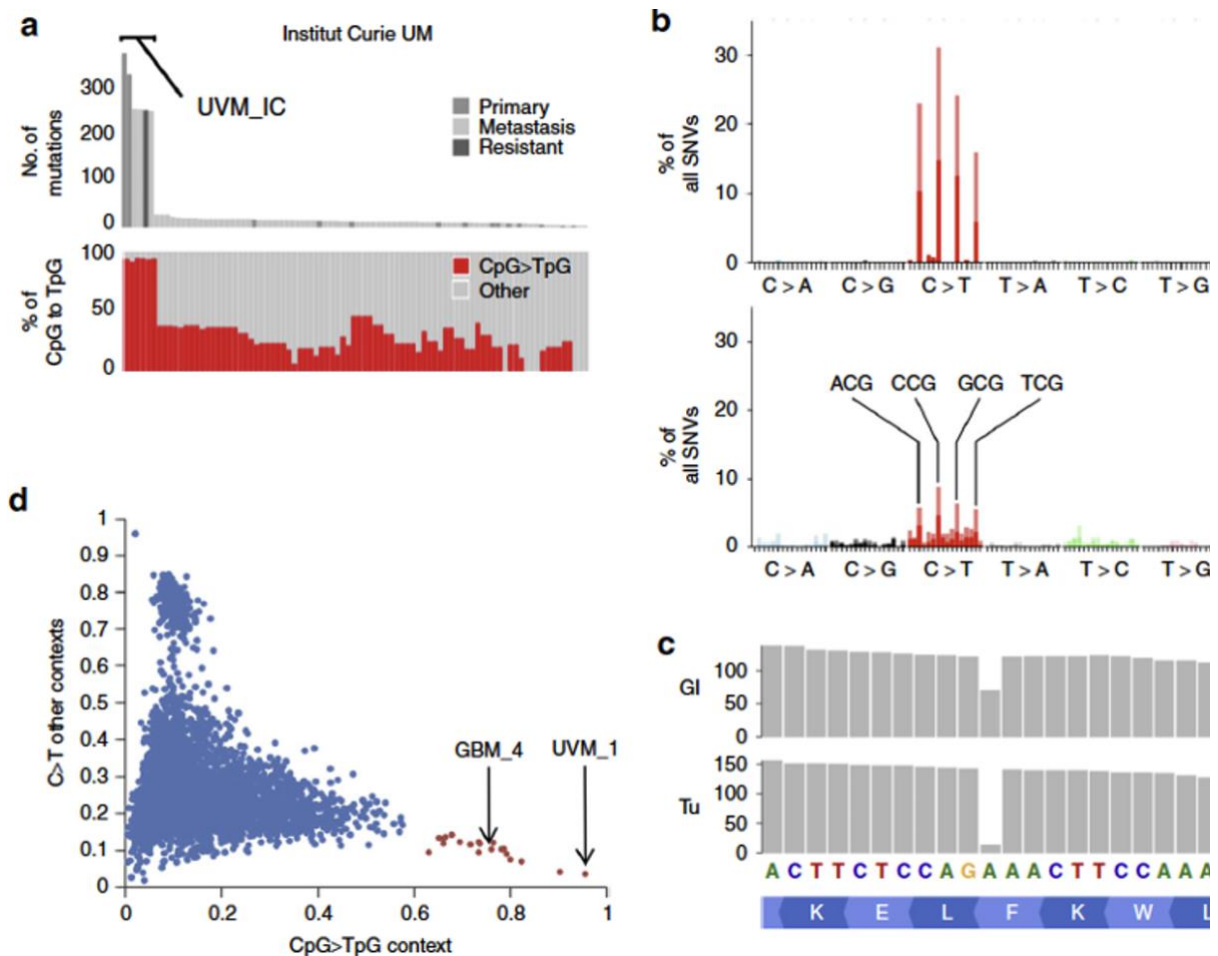 a
Institut Curie UM
UVM_IC
No. of
mutations
300
200
100
0
Primary
Metastasis
Resistant
% of
CpG to TpG
100
50
0
CpG>TpG
Other
b
% of
all SNVs
30
20
10
0
C > A C > G C > T T > A T > C T > G
% of
all SNVs
30
20
10
0
ACG CCG GCG TCG
C > A C > G C > T T > A T > C T > G
c
Gl
100
50
0
Tu
150
100
50
0
A C T T C T C C A G A A A C T T C C A A A
K E L F K W L
d
C>T other contexts
1
0.9
0.8
0.7
0.6
0.5
0.4
0.3
0.2
0.1
0
GBM_4 UVM_1
0 0.2 0.4 0.6 0.8 1
CpG>TpG context